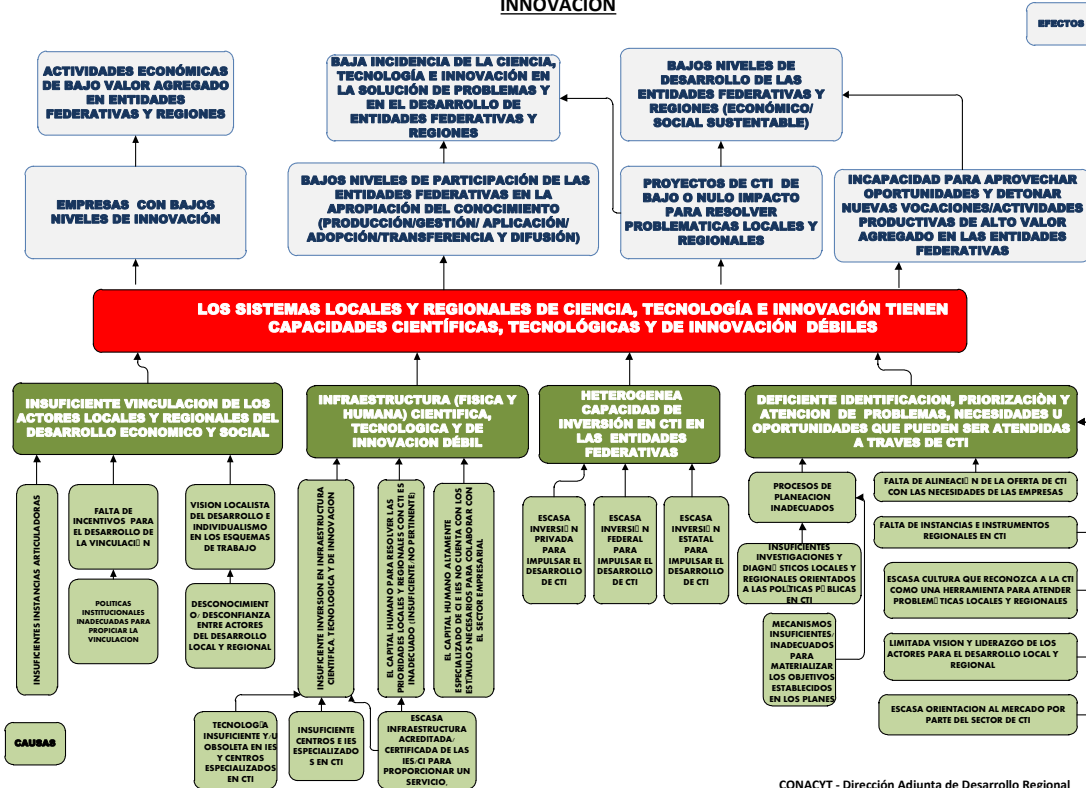 INNOVACIÓN
EFECTOS
ACTIVIDADES ECONÓMICAS
DE BAJO VALOR AGREGADO
EN ENTIDADES
FEDERATIVAS Y REGIONES
BAJA INCIDENCIA DE LA CIENCIA,
TECNOLOGÍA E INNOVACIÓN EN
LA SOLUCIÓN DE PROBLEMAS Y
EN EL DESARROLLO DE
ENTIDADES FEDERATIVAS Y
REGIONES
BAJOS NIVELES DE
DESARROLLO DE LAS
ENTIDADES FEDERATIVAS Y
REGIONES (ECONÓMICO/
SOCIAL SUSTENTABLE)
EMPRESAS CON BAJOS
NIVELES DE INNOVACIÓN
BAJOS NIVELES DE PARTICIPACIÓN DE LAS
ENTIDADES FEDERATIVAS EN LA
APROPIACIÓN DEL CONOCIMIENTO
(PRODUCCIÓN/GESTIÓN/ APLICACIÓN/
ADOPCIÓN/TRANSFERENCIA Y DIFUSIÓN)
PROYECTOS DE CTI DE
BAJO O NULO IMPACTO
PARA RESOLVER
PROBLEMATICAS LOCALES Y
REGIONALES
INCAPACIDAD PARA APROVECHAR
OPORTUNIDADES Y DETONAR
NUEVAS VOCACIONES/ACTIVIDADES
PRODUCTIVAS DE ALTO VALOR
AGREGADO EN LAS ENTIDADES
FEDERATIVAS
LOS SISTEMAS LOCALES Y REGIONALES DE CIENCIA, TECNOLOGÍA E INNOVACIÓN TIENEN
CAPACIDADES CIENTÍFICAS, TECNOLÓGICAS Y DE INNOVACIÓN DÉBILES
INSUFICIENTE VINCULACION DE LOS
ACTORES LOCALES Y REGIONALES DEL
DESARROLLO ECONOMICO Y SOCIAL
INFRAESTRUCTURA (FISICA Y
HUMANA) CIENTIFICA,
TECNOLOGICA Y DE
INNOVACION DÉBIL
HETEROGENEA
CAPACIDAD DE
INVERSIÓN EN CTI EN
LAS ENTIDADES
FEDERATIVAS
DEFICIENTE IDENTIFICACION, PRIORIZACIÒN Y
ATENCION DE PROBLEMAS, NECESIDADES U
OPORTUNIDADES QUE PUEDEN SER ATENDIDAS
A TRAVES DE CTI
INSUFICIENTES INSTANCIAS ARTICULADORAS
FALTA DE
INCENTIVOS PARA
EL DESARROLLO DE
LA VINCULACI□N
POLITICAS
INSTITUCIONALES
INADECUADAS PARA
PROPICIAR LA
VINCULACION
VISION LOCALISTA
DEL DESARROLLO E
INDIVIDUALISMO
EN LOS ESQUEMAS
DE TRABAJO
DESCONOCIMIENT
O/DESCONFIANZA
ENTRE ACTORES
DEL DESARROLLO
LOCAL Y REGIONAL
INSUFICIENTE INVERSION EN INFRAESTRUCTURA
CIENTIFICA, TECNOLOGICA Y DE INNOVACION
EL CAPITAL HUMANO PARA RESOLVER LAS
PRIORIDADES LOCALES Y REGIONALES CON CTI ES
INADECUADO (INSUFICIENTE/NO PERTINENTE)
EL CAPITAL HUMANO ALTAMENTE
ESPECIALIZADO DE CI E IES NO CUENTA CON LOS
EST□MULOS NECESARIOS PARA COLABORAR CON
EL SECTOR EMPRESARIAL
ESCASA
INVERSI□N
PRIVADA
PARA
IMPULSAR EL
DESARROLLO
DE CTI
ESCASA
INVERSI□N
FEDERAL
PARA
IMPULSAR EL
DESARROLLO
DE CTI
ESCASA
INVERSI□N
ESTATAL
PARA
IMPULSAR EL
DESARROLLO
DE CTI
PROCESOS DE
PLANEACION
INADECUADOS
INSUFICIENTES
INVESTIGACIONES Y
DIAGN□STICOS LOCALES Y
REGIONALES ORIENTADOS
A LAS POL□TICAS P□BLICAS
EN CTI
MECANISMOS
INSUFICIENTES/
INADECUADOS
PARA
MATERIALIZAR
LOS OBJETIVOS
ESTABLECIDOS
EN LOS PLANES
FALTA DE ALINEACI□N DE LA OFERTA DE CTI
CON LAS NECESIDADES DE LAS EMPRESAS
FALTA DE INSTANCIAS E INSTRUMENTOS
REGIONALES EN CTI
ESCASA CULTURA QUE RECONOZCA A LA CTI
COMO UNA HERRAMIENTA PARA ATENDER
PROBLEM□TICAS LOCALES Y REGIONALES
LIMITADA VISION Y LIDERAZGO DE LOS
ACTORES PARA EL DESARROLLO LOCAL Y
REGIONAL
ESCASA ORIENTACION AL MERCADO POR
PARTE DEL SECTOR DE CTI
CAUSAS
TECNOLOG□A
INSUFICIENTE Y/U
OBSOLETA EN IES
Y CENTROS
ESPECIALIZADOS
EN CTI
INSUFICIENTE
CENTROS E IES
ESPECIALIZADO
S EN CTI
ESCASA
INFRAESTRUCTURA
ACREDITADA/
CERTIFICADA DE LAS
IES/CI PARA
PROPORCIONAR UN
SERVICIO.
CONACYT - Dirección Adjunta de Desarrollo Regional